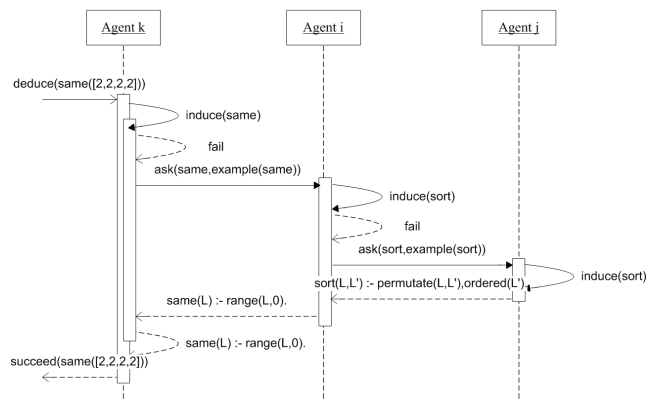 Agent k
Agent i
Agent j
deduce(same([2,2,2,2]))
induce(same)
fail
ask(same,example(same))
induce(sort)
fail
ask(sort,example(sort))
induce(sort)
sort(L,L') :- permutate(L,L'),ordered(L').
same(L) :- range(L,0).
same(L) :- range(L,0).
succeed(same([2,2,2,2]))